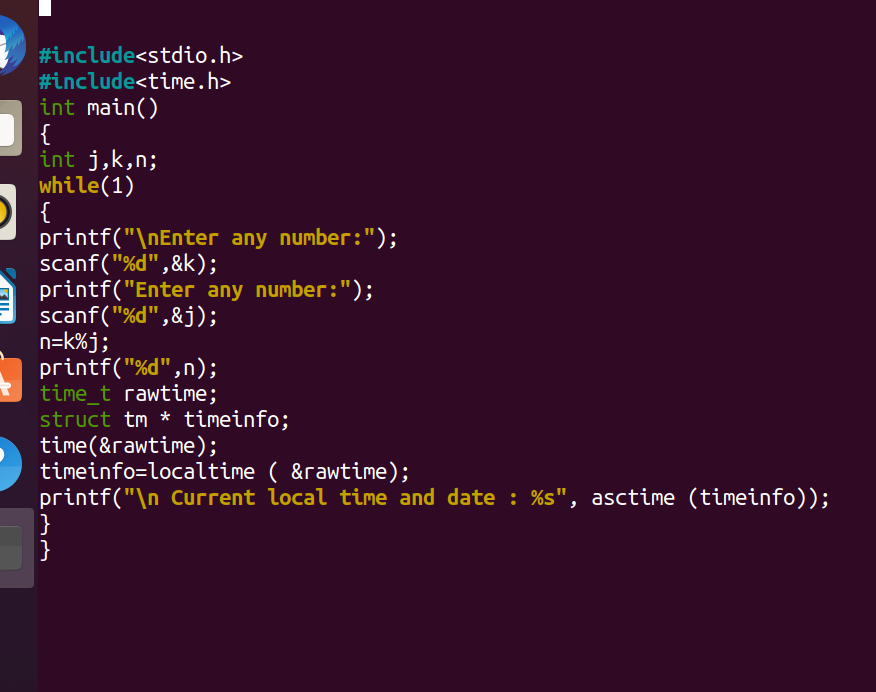 #include<stdio.h>
#include<time.h>
int main()
{
int j,k,n;
while(1)
{
printf("\nEnter any number:");
scanf("%d",&k);
printf("Enter any number:");
scanf("%d",&j);
n=k%j;
printf("%d",n);
time_t rawtime;
struct tm * timeinfo;
time(&rawtime);
timeinfo=localtime ( &rawtime);
printf("\n Current local time and date : %s", asctime (timeinfo));
}
}